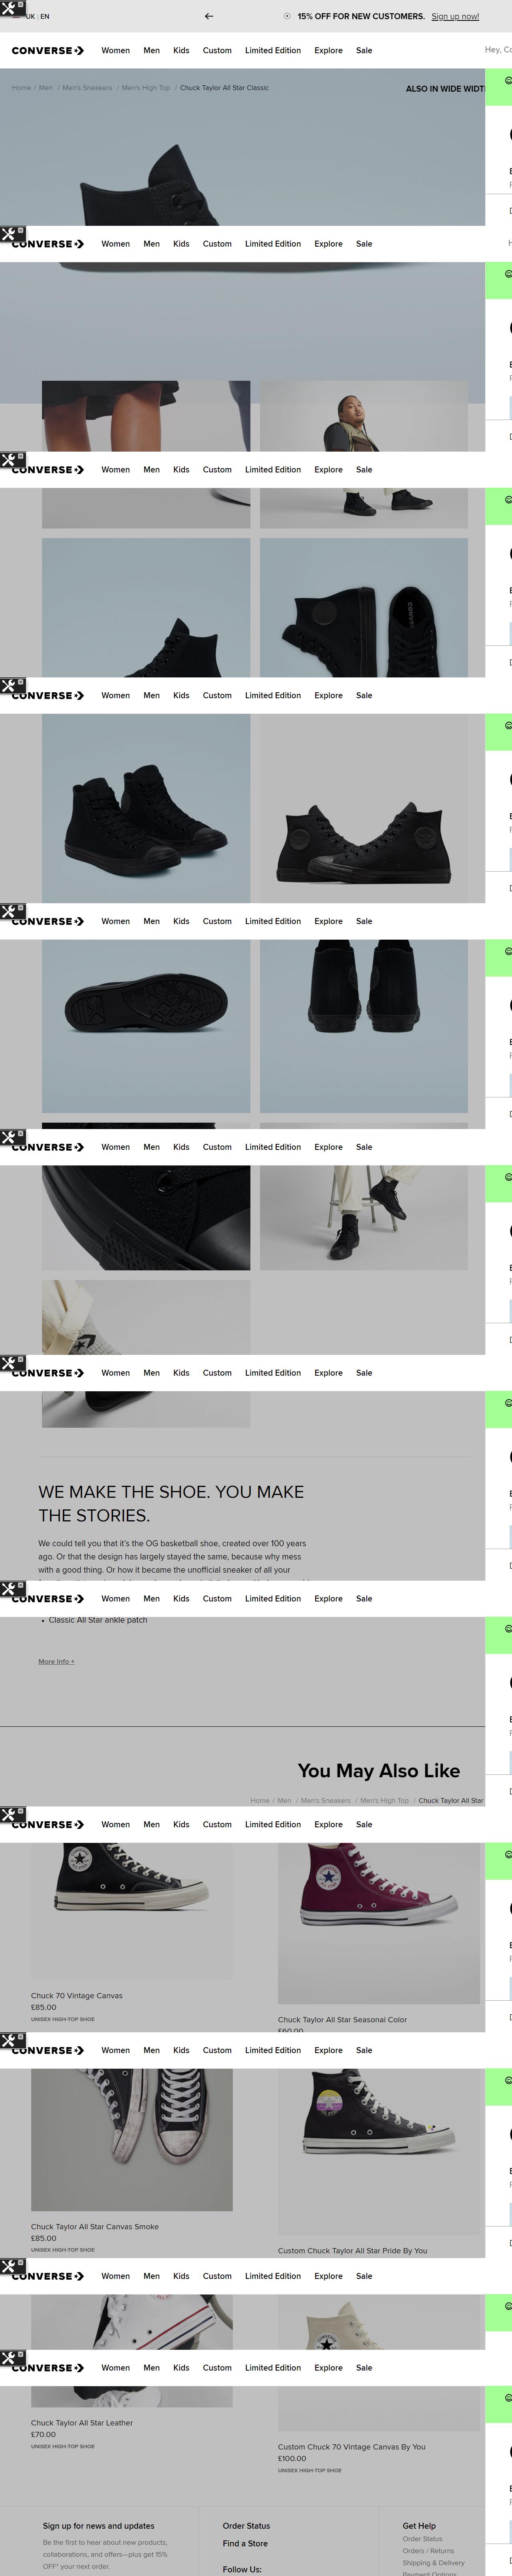 UK | EN
15% OFF FOR NEW CUSTOMERS. Sign up now!
CONVERSE
Women Men Kids Custom Limited Edition Explore Sale
Home / Men / Men's Sneakers / Men's High Top / Chuck Taylor All Star Classic
CONVERSE
Women Men Kids Custom Limited Edition Explore Sale
CONVERSE
Women Men Kids Custom Limited Edition Explore Sale
CONVERSE
Women Men Kids Custom Limited Edition Explore Sale
CONVERSE
Women Men Kids Custom Limited Edition Explore Sale
CONVERSE
Women Men Kids Custom Limited Edition Explore Sale
CONVERSE
Women Men Kids Custom Limited Edition Explore Sale
WE MAKE THE SHOE. YOU MAKE
THE STORIES.
We could tell you that it's the OG basketball shoe, created over 100 years
ago. Or that the design has largely stayed the same, because why mess
with a good thing. Or how it became the unofficial sneaker of all your
CONVERSE
Women Men Kids Custom Limited Edition Explore Sale
• Classic All Star ankle patch
More Info +
You May Also Like
Home / Men / Men's Sneakers / Men's High Top / Chuck Taylor All Star
CONVERSE
Women Men Kids Custom Limited Edition Explore Sale
Chuck 70 Vintage Canvas
£85.00
UNISEX HIGH-TOP SHOE
Chuck Taylor All Star Seasonal Color
£60.00
CONVERSE
Women Men Kids Custom Limited Edition Explore Sale
Chuck Taylor All Star Canvas Smoke
£85.00
UNISEX HIGH-TOP SHOE
Custom Chuck Taylor All Star Pride By You
CONVERSE
Women Men Kids Custom Limited Edition Explore Sale
CONVERSE
Women Men Kids Custom Limited Edition Explore Sale
Chuck Taylor All Star Leather
£70.00
UNISEX HIGH-TOP SHOE
Custom Chuck 70 Vintage Canvas By You
£100.00
UNISEX HIGH-TOP SHOE
Sign up for news and updates
Be the first to hear about new products,
collaborations, and offers—plus get 15%
OFF* your next order.
Order Status
Find a Store
Follow Us:
Get Help
Order Status
Orders / Returns
Shipping & Delivery
Payment Options